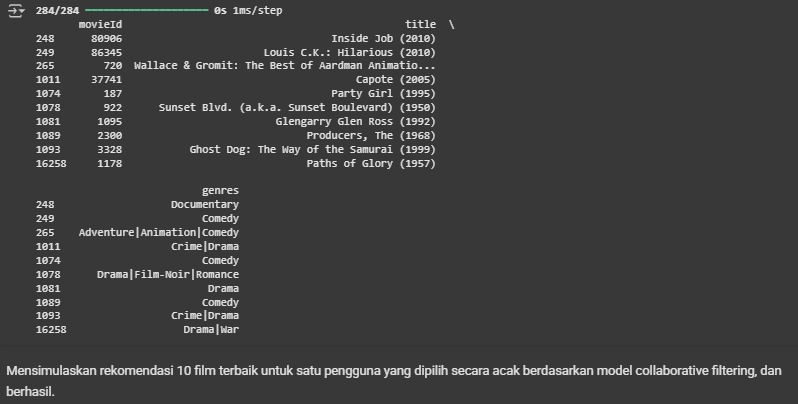 284/284 ━━━━━━━━━━━━━━━━━━━━ 0s 1ms/step
movieId title \
248 80906 Inside Job (2010)
249 86345 Louis C.K.: Hilarious (2010)
265 720 Wallace & Gromit: The Best of Aardman Animatio...
1011 37741 Capote (2005)
1074 187 Party Girl (1995)
1078 922 Sunset Blvd. (a.k.a. Sunset Boulevard) (1950)
1081 1095 Glengarry Glen Ross (1992)
1089 2300 Producers, The (1968)
1093 3328 Ghost Dog: The Way of the Samurai (1999)
16258 1178 Paths of Glory (1957)
genres
248 Documentary
249 Comedy
265 Adventure|Animation|Comedy
1011 Crime|Drama
1074 Comedy
1078 Drama|Film-Noir|Romance
1081 Drama
1089 Comedy
1093 Crime|Drama
16258 Drama|War
Mensimulaskan rekomendasi 10 film terbaik untuk satu pengguna yang dipilih secara acak berdasarkan model collaborative filtering, dan
berhasil.